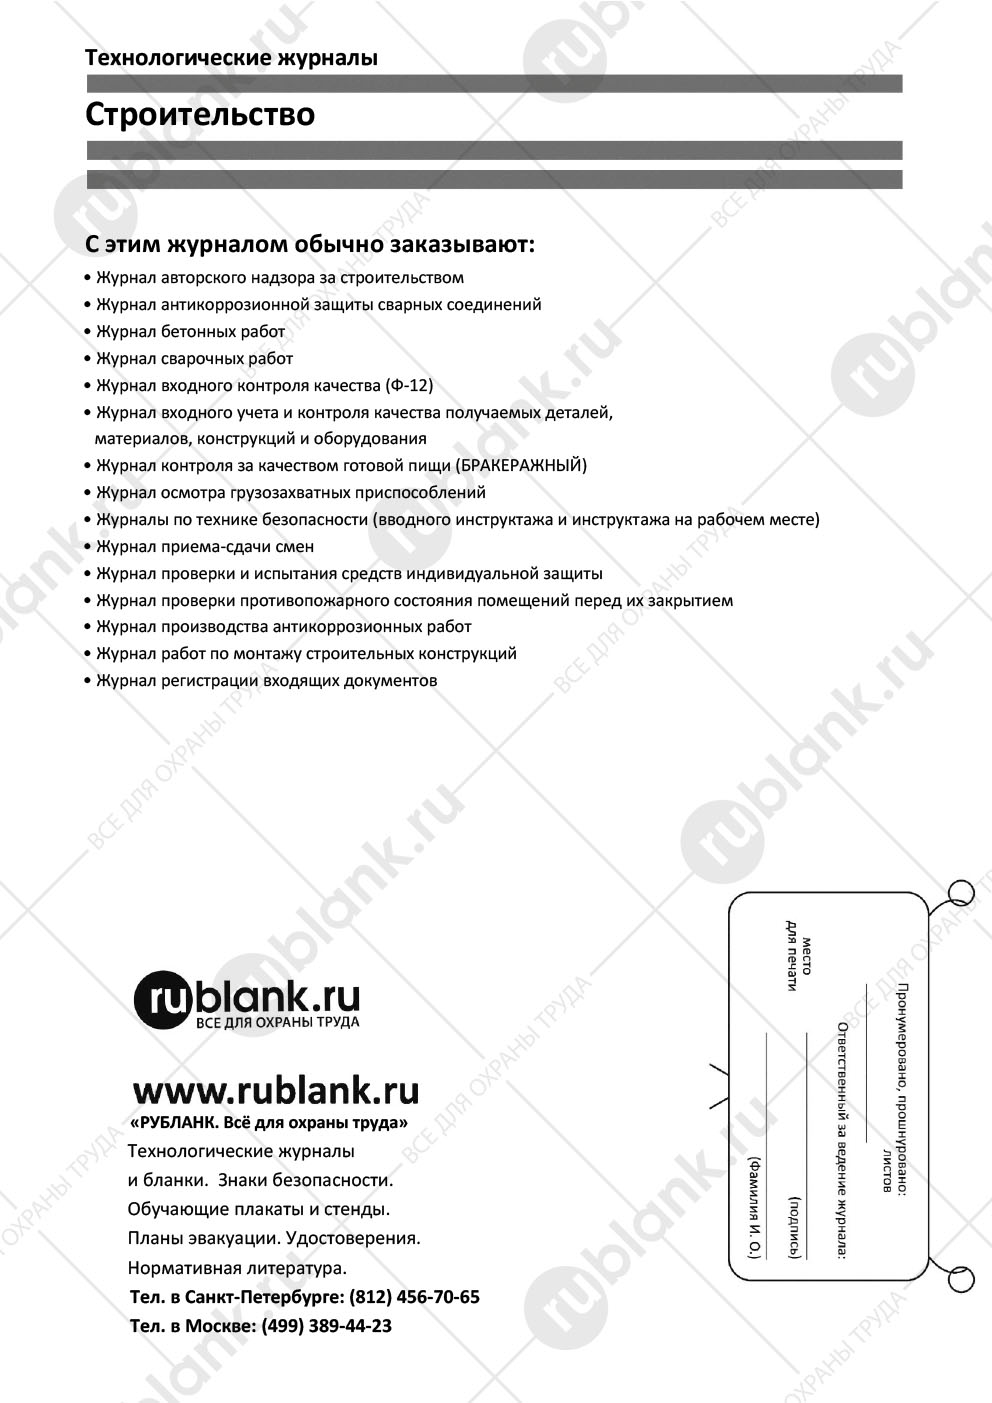 Технологические журналы
Строительство
С этим журналом обычно заказывают:
• Журнал авторского надзора за строительством
• Журнал антикоррозионной защиты сварных соединений
• Журнал бетонных работ
• Журнал сварочных работ
• Журнал входного контроля качества (Ф-12)
• Журнал входного учета и контроля качества получаемых деталей,
материалов, конструкций и оборудования
• Журнал контроля за качеством готовой пищи (БРАКЕРАЖНЫЙ)
• Журнал осмотра грузозахватных приспособлений
• Журналы по технике безопасности (вводного инструктажа и инструктажа на рабочем месте)
• Журнал приема-сдачи смен
• Журнал проверки и испытания средств индивидуальной защиты
• Журнал проверки противопожарного состояния помещений перед их закрытием
• Журнал производства антикоррозионных работ
• Журнал работ по монтажу строительных конструкций
• Журнал регистрации входящих документов
rublank.ru
ВСЕ ДЛЯ ОХРАНЫ ТРУДА
www.rublank.ru
«РУБЛАНК. Всё для охраны труда»
Технологические журналы
и бланки. Знаки безопасности.
Обучающие плакаты и стенды.
Планы эвакуации. Удостоверения.
Нормативная литература.
Тел. в Санкт-Петербурге: (812) 456-70-65
Тел. в Москве: (499) 389-44-23
Пронумеровано, прошнуровано:
листов
Ответственный за ведение журнала:
место
для печати
(подпись)
(Фамилия И. О.)